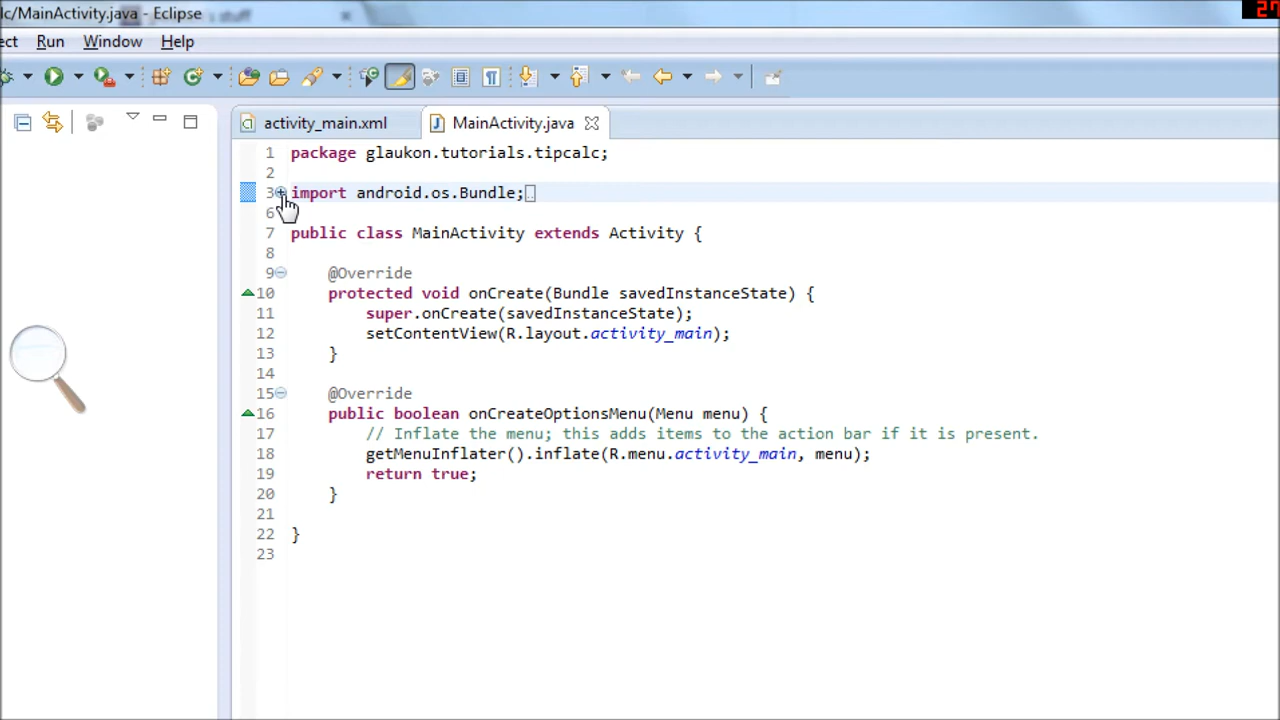 lc/MainActivity.java - Eclipse
27
ect Run Window Help
activity_main.xml MainActivity.java
1 package glaukon.tutorials.tipcalc;
2
3 import android.os.Bundle;
6
7 public class MainActivity extends Activity {
8
9 @Override
10 protected void onCreate(Bundle savedInstanceState) {
11 super.onCreate(savedInstanceState);
12 setContentView(R.layout.activity_main);
13 }
14
15 @Override
16 public boolean onCreateOptionsMenu(Menu menu) {
17 // Inflate the menu; this adds items to the action bar if it is present.
18 getMenuInflater().inflate(R.menu.activity_main, menu);
19 return true;
20 }
21
22 }
23